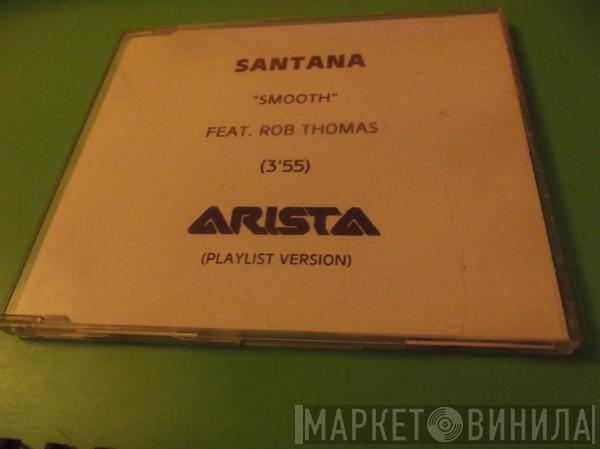 SANTANA
"SMOOTH"
FEAT. ROB THOMAS
(3'55)
ARISTA
(PLAYLIST VERSION)
МАРКЕТ ВИНИЛА